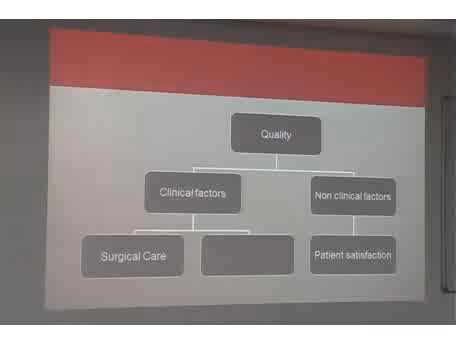 Quality
Clinical factors
Non clinical factors
Surgical Care
Patient satisfaction